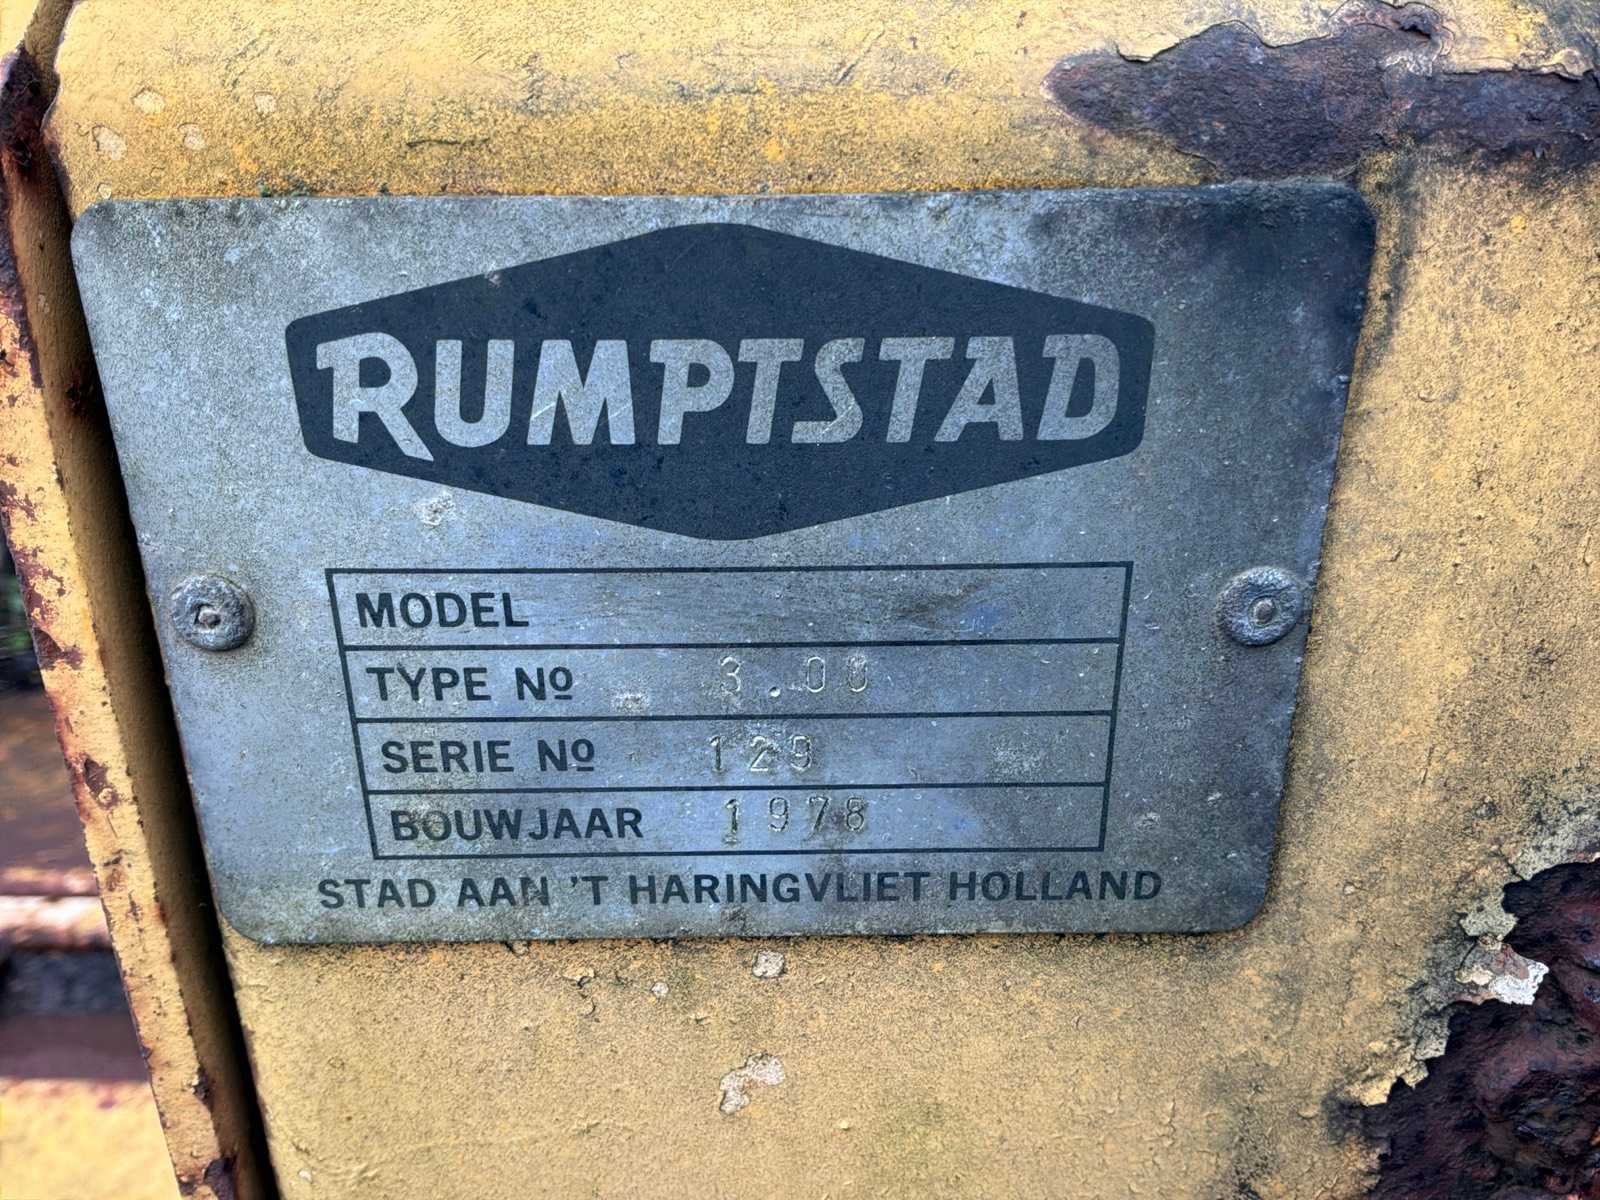 RUMPTSTAD
MODEL
TYPE Nº 3.00
SERIE Nº 129
BOUWJAAR 1978
STAD AAN 'T HARINGVLIET HOLLAND